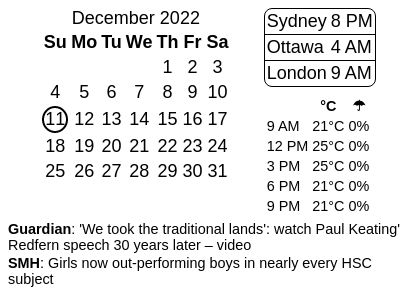 December 2022
Su Mo Tu We Th Fr Sa
1 2 3
4 5 6 7 8 9 10
11 12 13 14 15 16 17
18 19 20 21 22 23 24
25 26 27 28 29 30 31
Sydney 8 PM
Ottawa 4 AM
London 9 AM
°C ☂
9 AM 21°C 0%
12 PM 25°C 0%
3 PM 25°C 0%
6 PM 21°C 0%
9 PM 21°C 0%
Guardian: 'We took the traditional lands': watch Paul Keating'
Redfern speech 30 years later – video
SMH: Girls now out-performing boys in nearly every HSC
subject